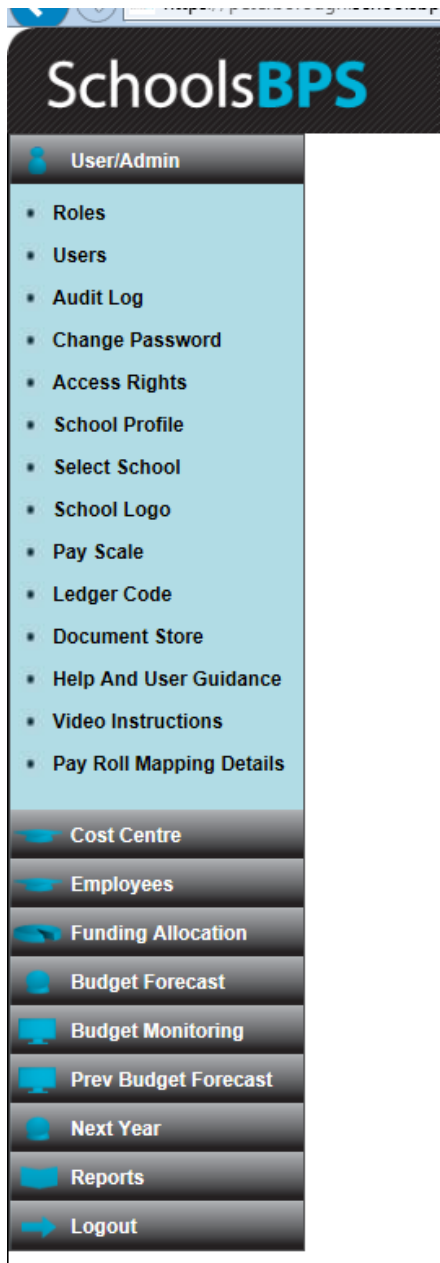 SchoolsBPS
User/Admin
Roles
Users
Audit Log
Change Password
Access Rights
School Profile
Select School
School Logo
Pay Scale
Ledger Code
Document Store
Help And User Guidance
Video Instructions
Pay Roll Mapping Details
Cost Centre
Employees
Funding Allocation
Budget Forecast
Budget Monitoring
Prev Budget Forecast
Next Year
Reports
Logout